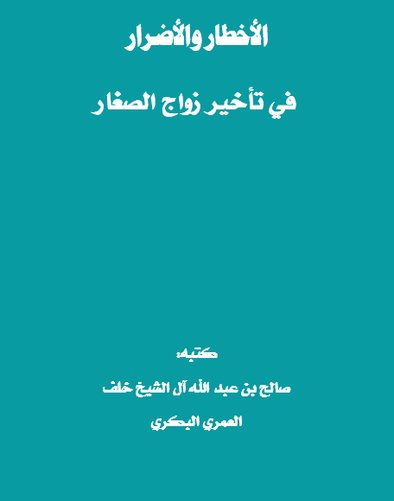 الأخطار والأضرار
في تأخير زواج الصغار
كتبه:
صالح بن عبد الله آل الشيخ خلف
العمري البكري